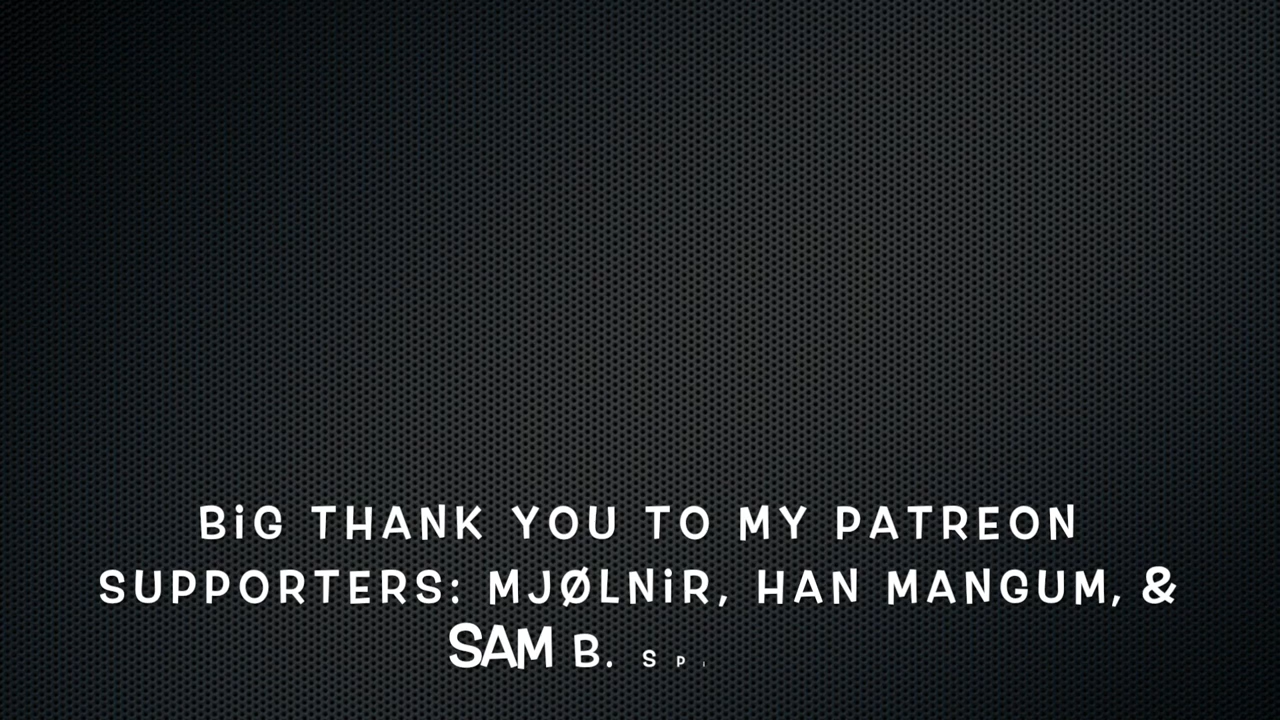 BiG THANK YOU TO MY PATREON
SUPPORTERS: MJØLNiR, HAN MANGUM, &
SAM B.